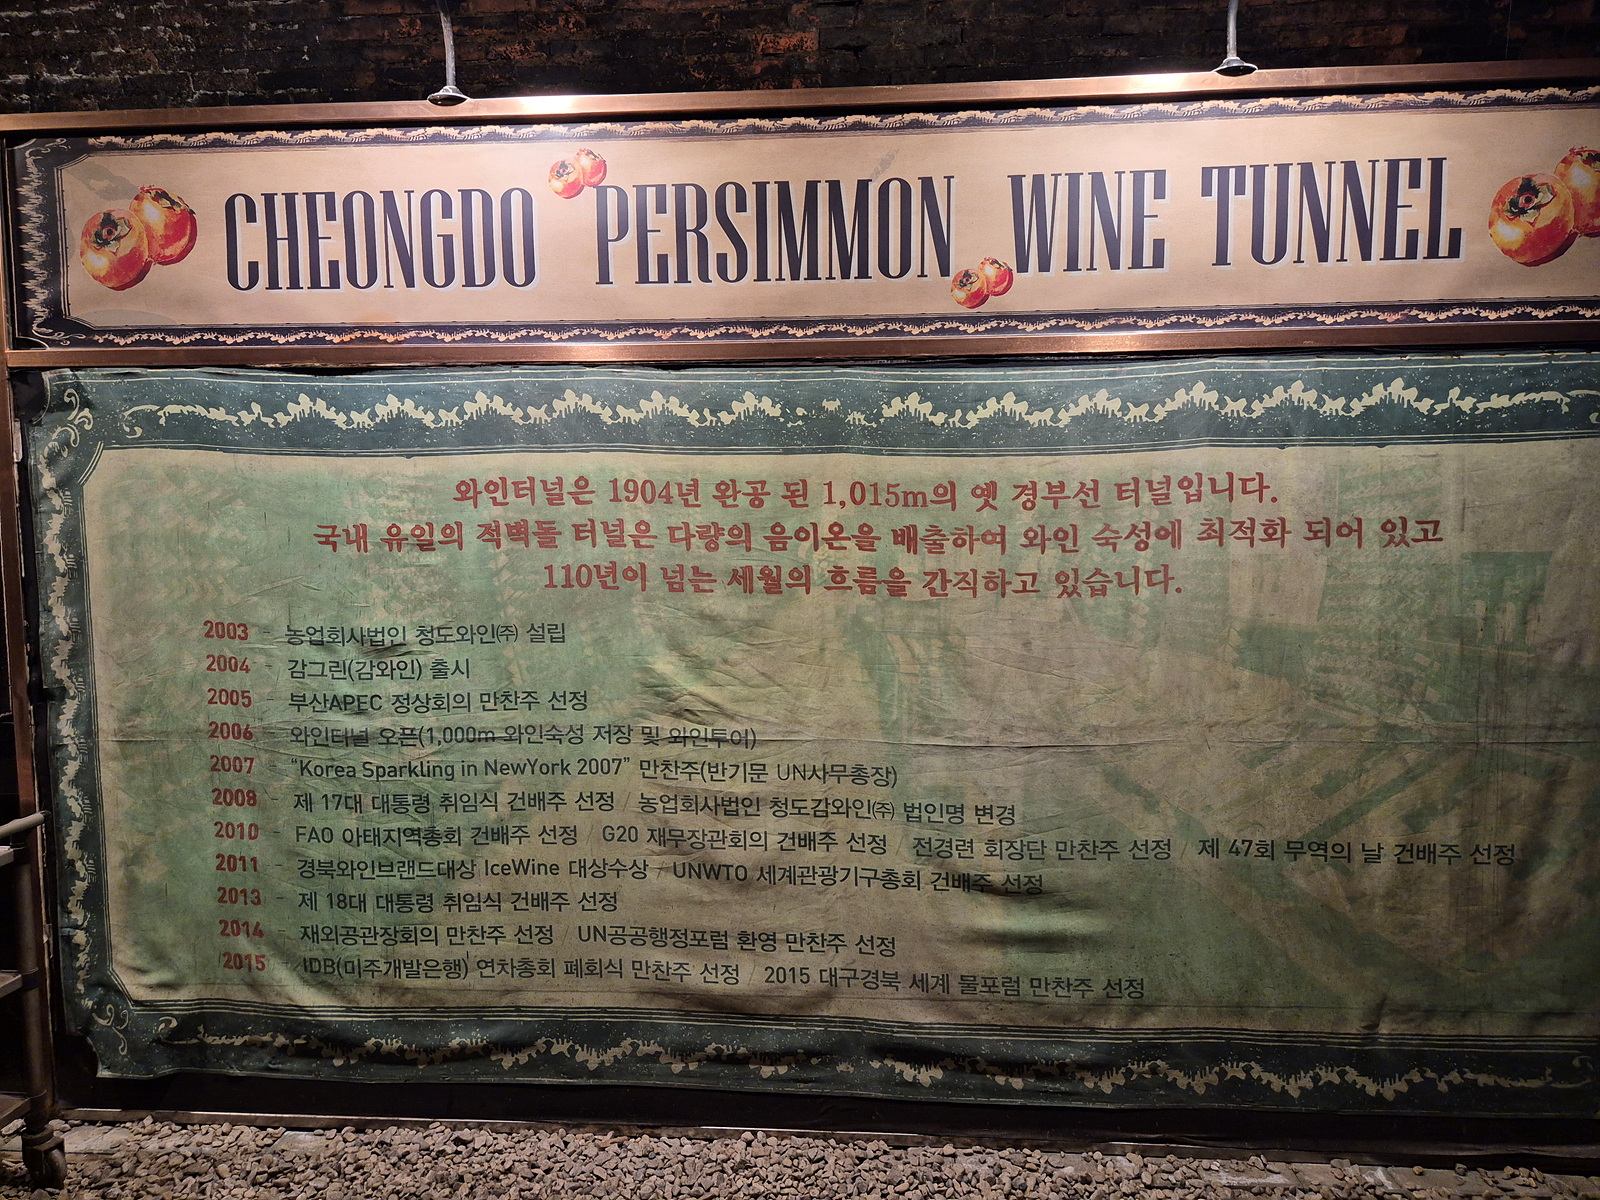 CHEONGDO PERSIMMON WINE TUNNEL
와인터널은 1904년 완공 된 1,015m의 옛 경부선 터널입니다.
국내 유일의 적벽돌 터널은 다량의 음이온을 배출하여 와인 숙성에 최적화 되어 있고
110년이 넘는 세월의 흐름을 간직하고 있습니다.
2003 - 농업회사법인 청도와인㈜ 설립
2004 - 감그린(감와인) 출시
2005 - 부산APEC 정상회의 만찬주 선정
2006 - 와인터널 오픈(1,000m 와인숙성 저장 및 와인투어)
2007 - “Korea Sparkling in NewYork 2007” 만찬주(반기문 UN사무총장)
2008 - 제 17대 대통령 취임식 건배주 선정 / 농업회사법인 청도감와인㈜ 법인명 변경
2010 - FAO 아태지역총회 건배주 선정 / G20 재무장관회의 건배주 선정 / 전경련 회장단 만찬주 선정 / 제 47회 무역의 날 건배주 선정
2011 - 경북와인브랜드대상 IceWine 대상수상 / UNWTO 세계관광기구총회 건배주 선정
2013 - 제 18대 대통령 취임식 건배주 선정
2014 - 재외공관장회의 만찬주 선정 / UN공공행정포럼 환영 만찬주 선정
2015 - IDB(미주개발은행) 연차총회 폐회식 만찬주 선정 / 2015 대구경북 세계 물포럼 만찬주 선정